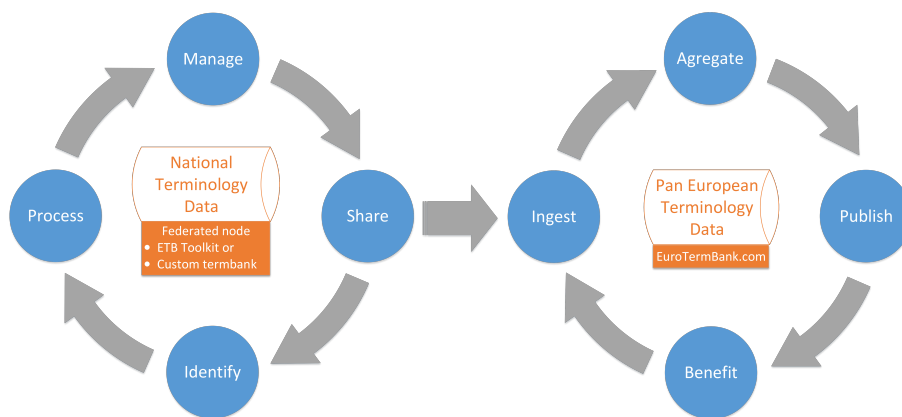 Manage
National
Terminology
Data
Process
Share
Federated node
• ETB Toolkit or
• Custom termbank
Identify
Agregate
Pan European
Terminology
Data
Ingest
Publish
EuroTermBank.com
Benefit